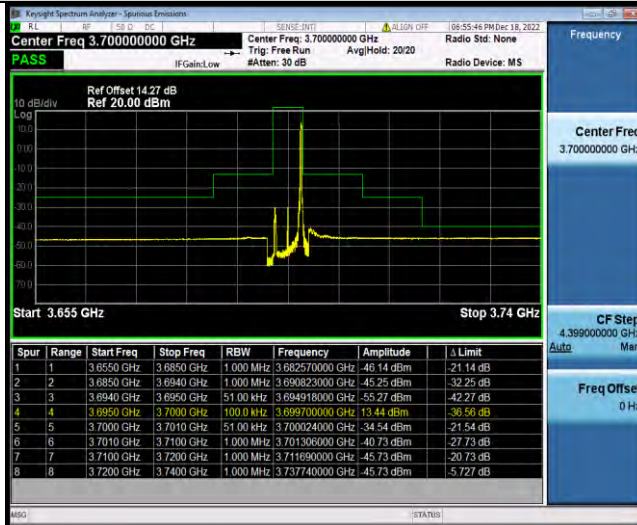 Keysight Spectrum Analyzer - Spurious Emissions
RL RF 50 Ω DC SENSE:INT ALIGN OFF 06:55:46 PM Dec 18, 2022
Center Freq 3.700000000 GHz Center Freq: 3.700000000 GHz Radio Std: None
Trig: Free Run Avg|Hold: 20/20
PASS IFGain:Low #Atten: 30 dB Radio Device: MS
Frequency
Ref Offset 14.27 dB
10 dB/div Ref 20.00 dBm
Log
10.0
0.00
-10.0
-20.0
-30.0
-40.0
-50.0
-60.0
-70.0
Start 3.655 GHz Stop 3.74 GHz
Center Freq
3.700000000 GHz
CF Step
4.399000000 GHz
Auto Man
Freq Offset
0 Hz
Spur Range Start Freq Stop Freq RBW Frequency Amplitude Δ Limit
1 1 3.6550 GHz 3.6850 GHz 1.000 MHz 3.682570000 GHz -46.14 dBm -21.14 dB
2 2 3.6850 GHz 3.6940 GHz 1.000 MHz 3.690823000 GHz -45.25 dBm -32.25 dB
3 3 3.6940 GHz 3.6950 GHz 51.00 kHz 3.694918000 GHz -55.27 dBm -42.27 dB
4 4 3.6950 GHz 3.7000 GHz 100.0 kHz 3.699700000 GHz 13.44 dBm -36.56 dB
5 5 3.7000 GHz 3.7010 GHz 51.00 kHz 3.700024000 GHz -34.54 dBm -21.54 dB
6 6 3.7010 GHz 3.7100 GHz 1.000 MHz 3.701306000 GHz -40.73 dBm -27.73 dB
7 7 3.7100 GHz 3.7200 GHz 1.000 MHz 3.711690000 GHz -45.73 dBm -20.73 dB
8 8 3.7200 GHz 3.7400 GHz 1.000 MHz 3.737740000 GHz -45.73 dBm -5.727 dB
MSG STATUS